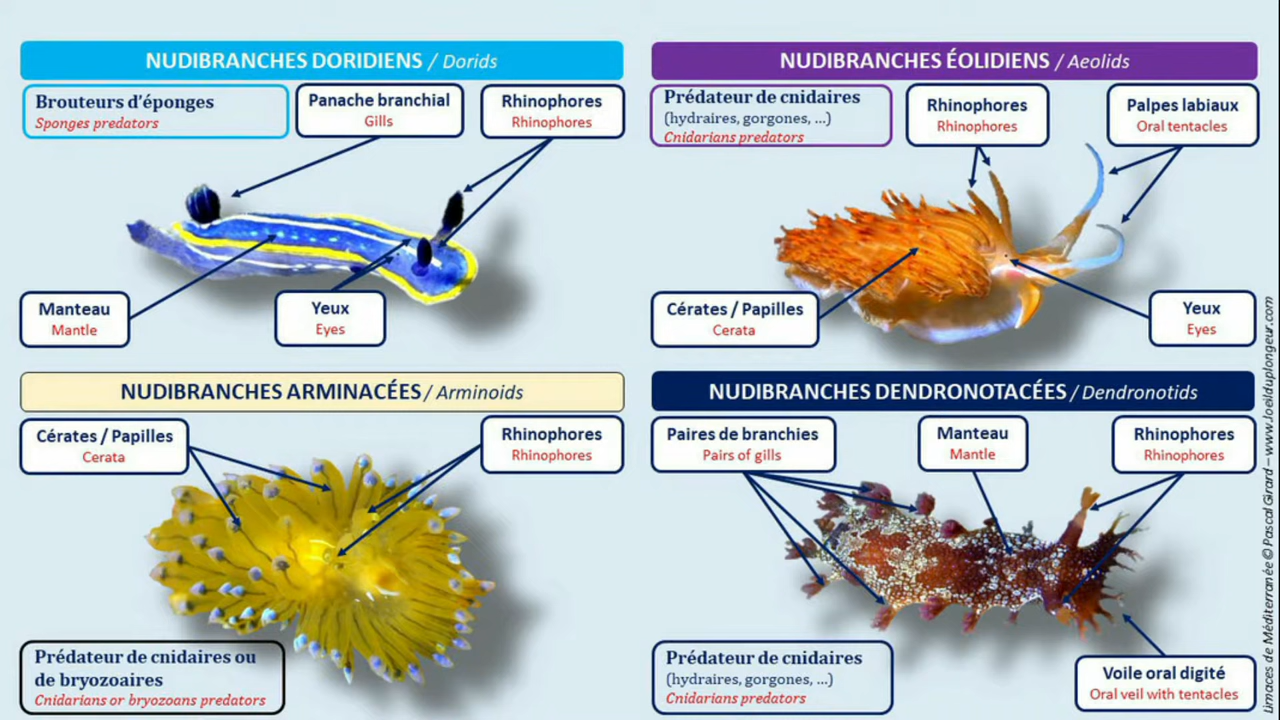 NUDIBRANCHES DORIDIENS / Dorids
Brouteurs d'éponges
Sponges predators
Panache branchial
Gills
Rhinophores
Rhinophores
Manteau
Mantle
Yeux
Eyes
NUDIBRANCHES ÉOLIDIENS / Aeolids
Prédateur de cnidaires
(hydraires, gorgones, ...)
Cnidarians predators
Rhinophores
Rhinophores
Palpes labiaux
Oral tentacles
Cérates / Papilles
Cerata
Yeux
Eyes
NUDIBRANCHES ARMINACÉES / Arminoids
Cérates / Papilles
Cerata
Rhinophores
Rhinophores
Prédateur de cnidaires ou
de bryozoaires
Cnidarians or bryozoans predators
NUDIBRANCHES DENDRONOTACÉES / Dendronotids
Paires de branchies
Pairs of gills
Manteau
Mantle
Rhinophores
Rhinophores
Prédateur de cnidaires
(hydraires, gorgones, ...)
Cnidarians predators
Voile oral digité
Oral veil with tentacles
Limaces de Méditerranée © Pascal Girard – www.loeilduplongeur.com